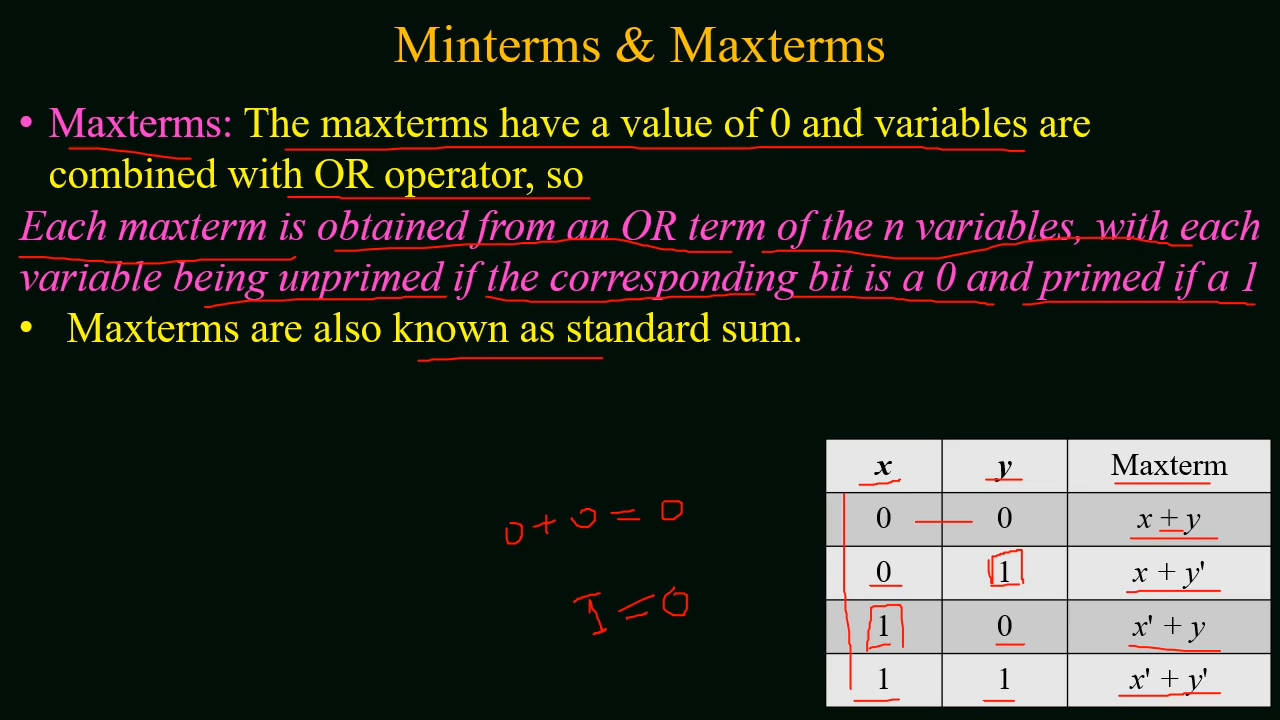 Minterms & Maxterms
• Maxterms: The maxterms have a value of 0 and variables are
combined with OR operator, so
Each maxterm is obtained from an OR term of the n variables, with each
variable being unprimed if the corresponding bit is a 0 and primed if a 1
• Maxterms are also known as standard sum.
x y Maxterm
0 0 x + y
0 1 x + y'
1 0 x' + y
1 1 x' + y'
0 + 0 = 0
= 0